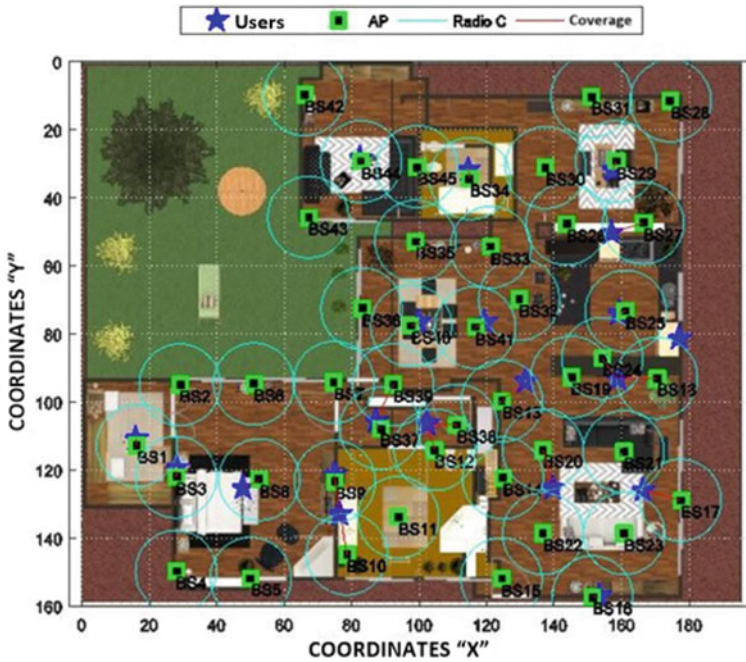 Users AP Radio C Coverage
0
20
40
60
80
100
120
140
160
0 20 40 60 80 100 120 140 160 180
COORDINATES “Y”
COORDINATES “X”
BS42
BS31
BS28
BS44
BS45
BS34
BS30
BS29
BS43
BS26
BS27
BS35
BS33
BS36
BS32
BS41
BS25
BS24
BS2
BS6
BS39
BS19
BS13
BS37
BS38
BS1
BS12
BS20
BS21
BS3
BS8
BS9
BS14
BS17
BS11
BS22
BS23
BS10
BS4
BS5
BS15
BS16